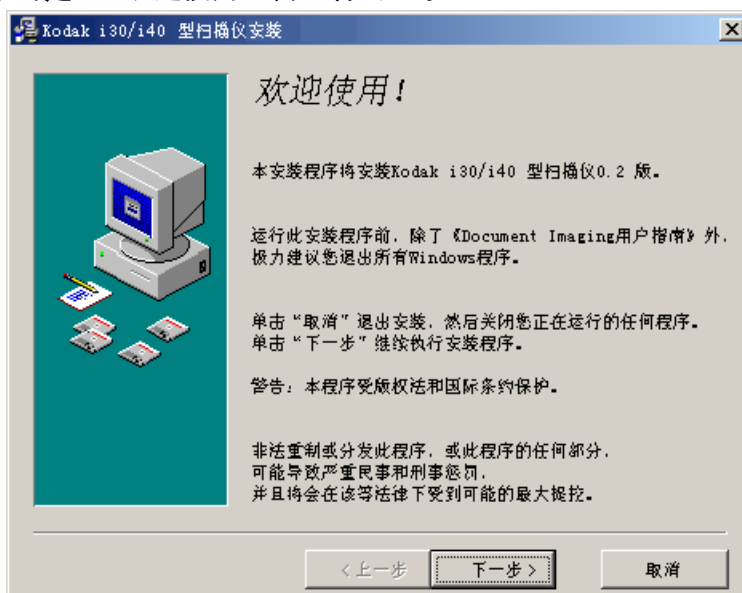 Kodak i30/i40 型扫描仪安装
欢迎使用!
本安装程序将安装Kodak i30/i40 型扫描仪0.2 版。
运行此安装程序前，除了《Document Imaging用户指南》外，
极力建议您退出所有Windows程序。
单击“取消”退出安装，然后关闭您正在运行的任何程序。
单击“下一步”继续执行安装程序。
警告：本程序受版权法和国际条约保护。
非法重制或分发此程序，或此程序的任何部分，
可能导致严重民事和刑事惩罚，
并且将会在该等法律下受到可能的最大提控。
<上一步
下一步>
取消